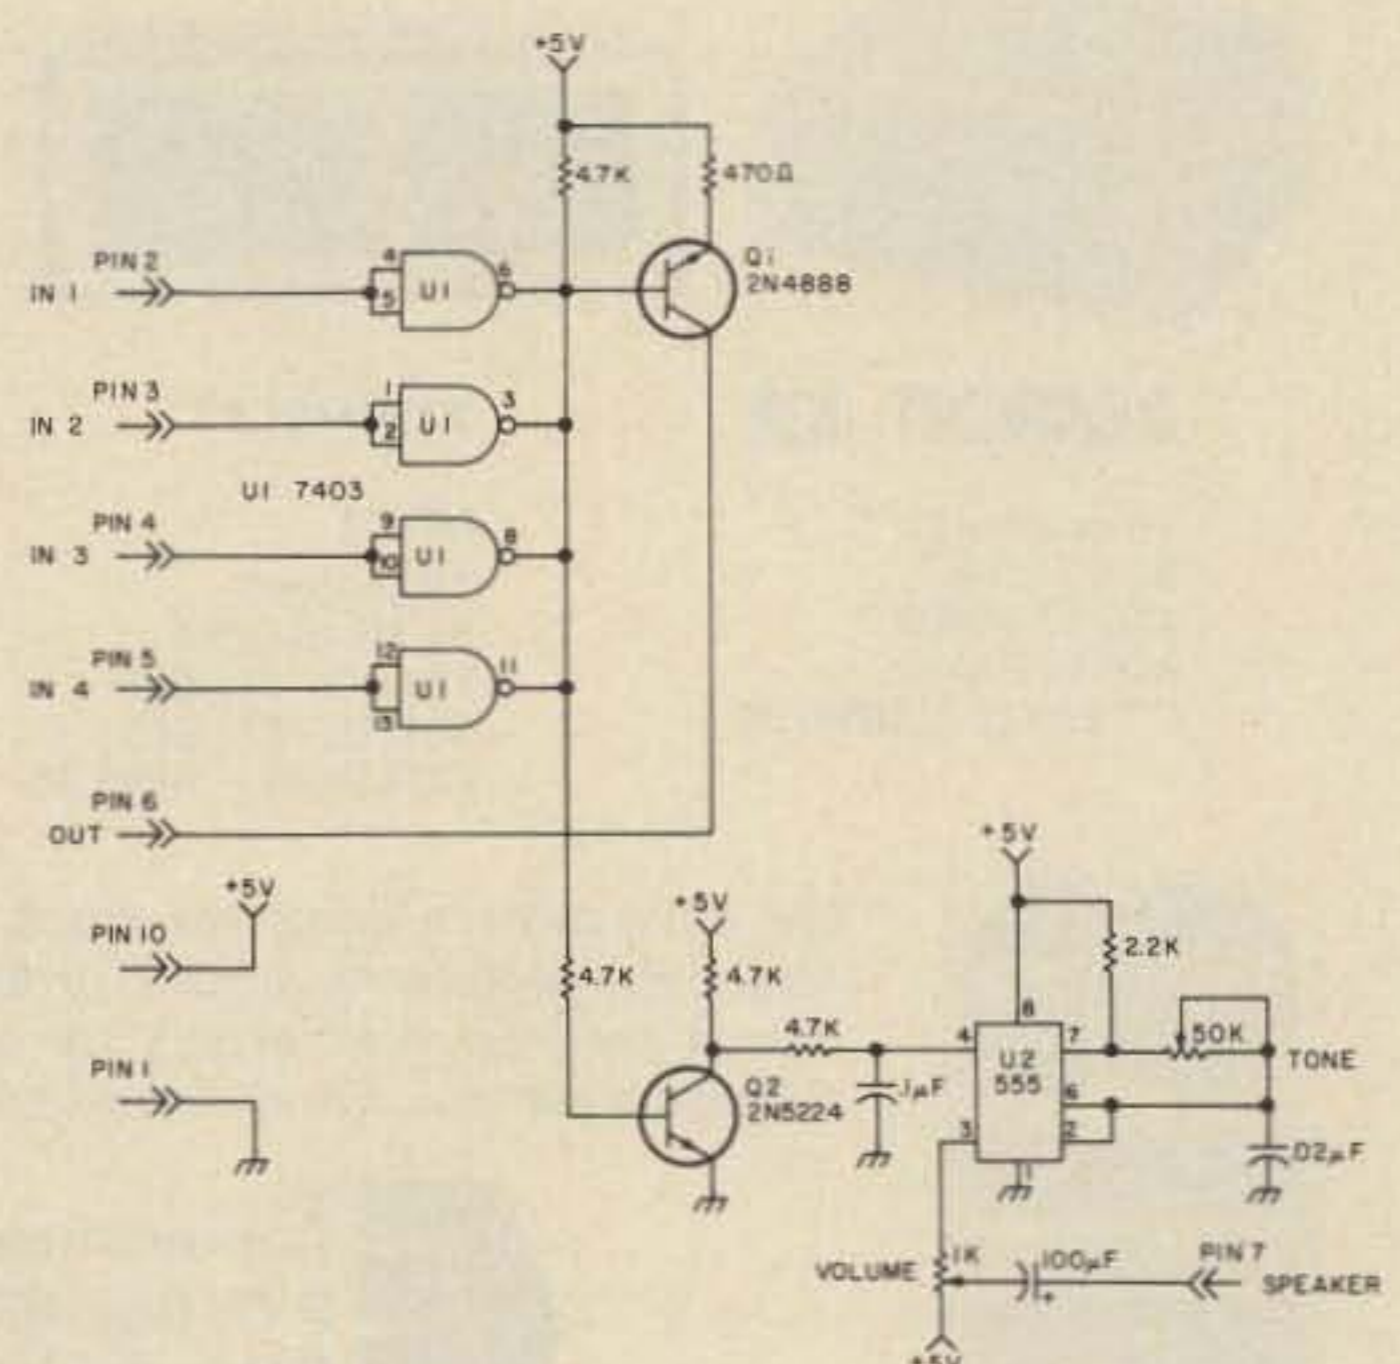 +5V
4.7K
470Ω
PIN 2
IN 1
4
5
U1
6
Q1
2N4888
PIN 3
IN 2
1
2
U1
3
U1 7403
PIN 4
IN 3
9
10
U1
8
PIN 5
IN 4
12
13
U1
11
PIN 6
OUT
+5V
PIN 10
PIN 1
4.7K
+5V
4.7K
4.7K
.1µF
Q2
2N5224
+5V
2.2K
8
4
7
U2
555
6
3
2
1
50K
TONE
.02µF
VOLUME
1K
100µF
+
PIN 7
SPEAKER
+5V